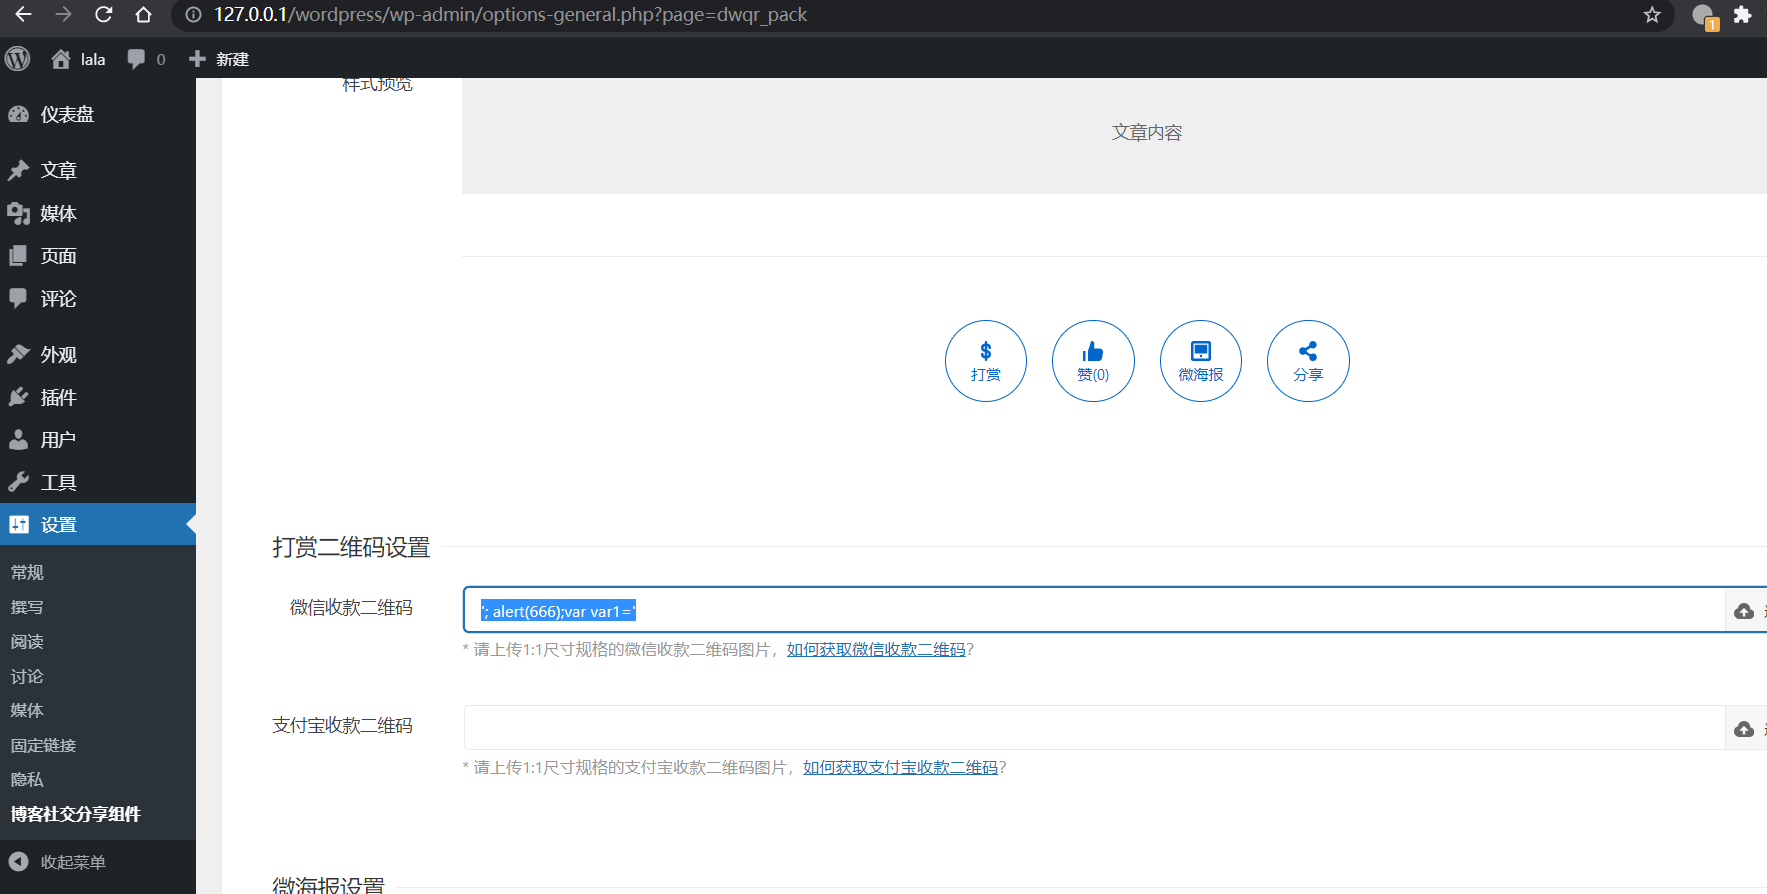 127.0.0.1/wordpress/wp-admin/options-general.php?page=dwqr_pack
1
lala
0
新建
仪表盘
文章
媒体
页面
评论
外观
插件
用户
工具
设置
常规
撰写
阅读
讨论
媒体
固定链接
隐私
博客社交分享组件
收起菜单
样式预览
文章内容
打赏
赞(0)
微海报
分享
打赏二维码设置
微信收款二维码
'; alert(666);var var1='
* 请上传1:1尺寸规格的微信收款二维码图片，如何获取微信收款二维码?
支付宝收款二维码
* 请上传1:1尺寸规格的支付宝收款二维码图片，如何获取支付宝收款二维码?
微海报设置